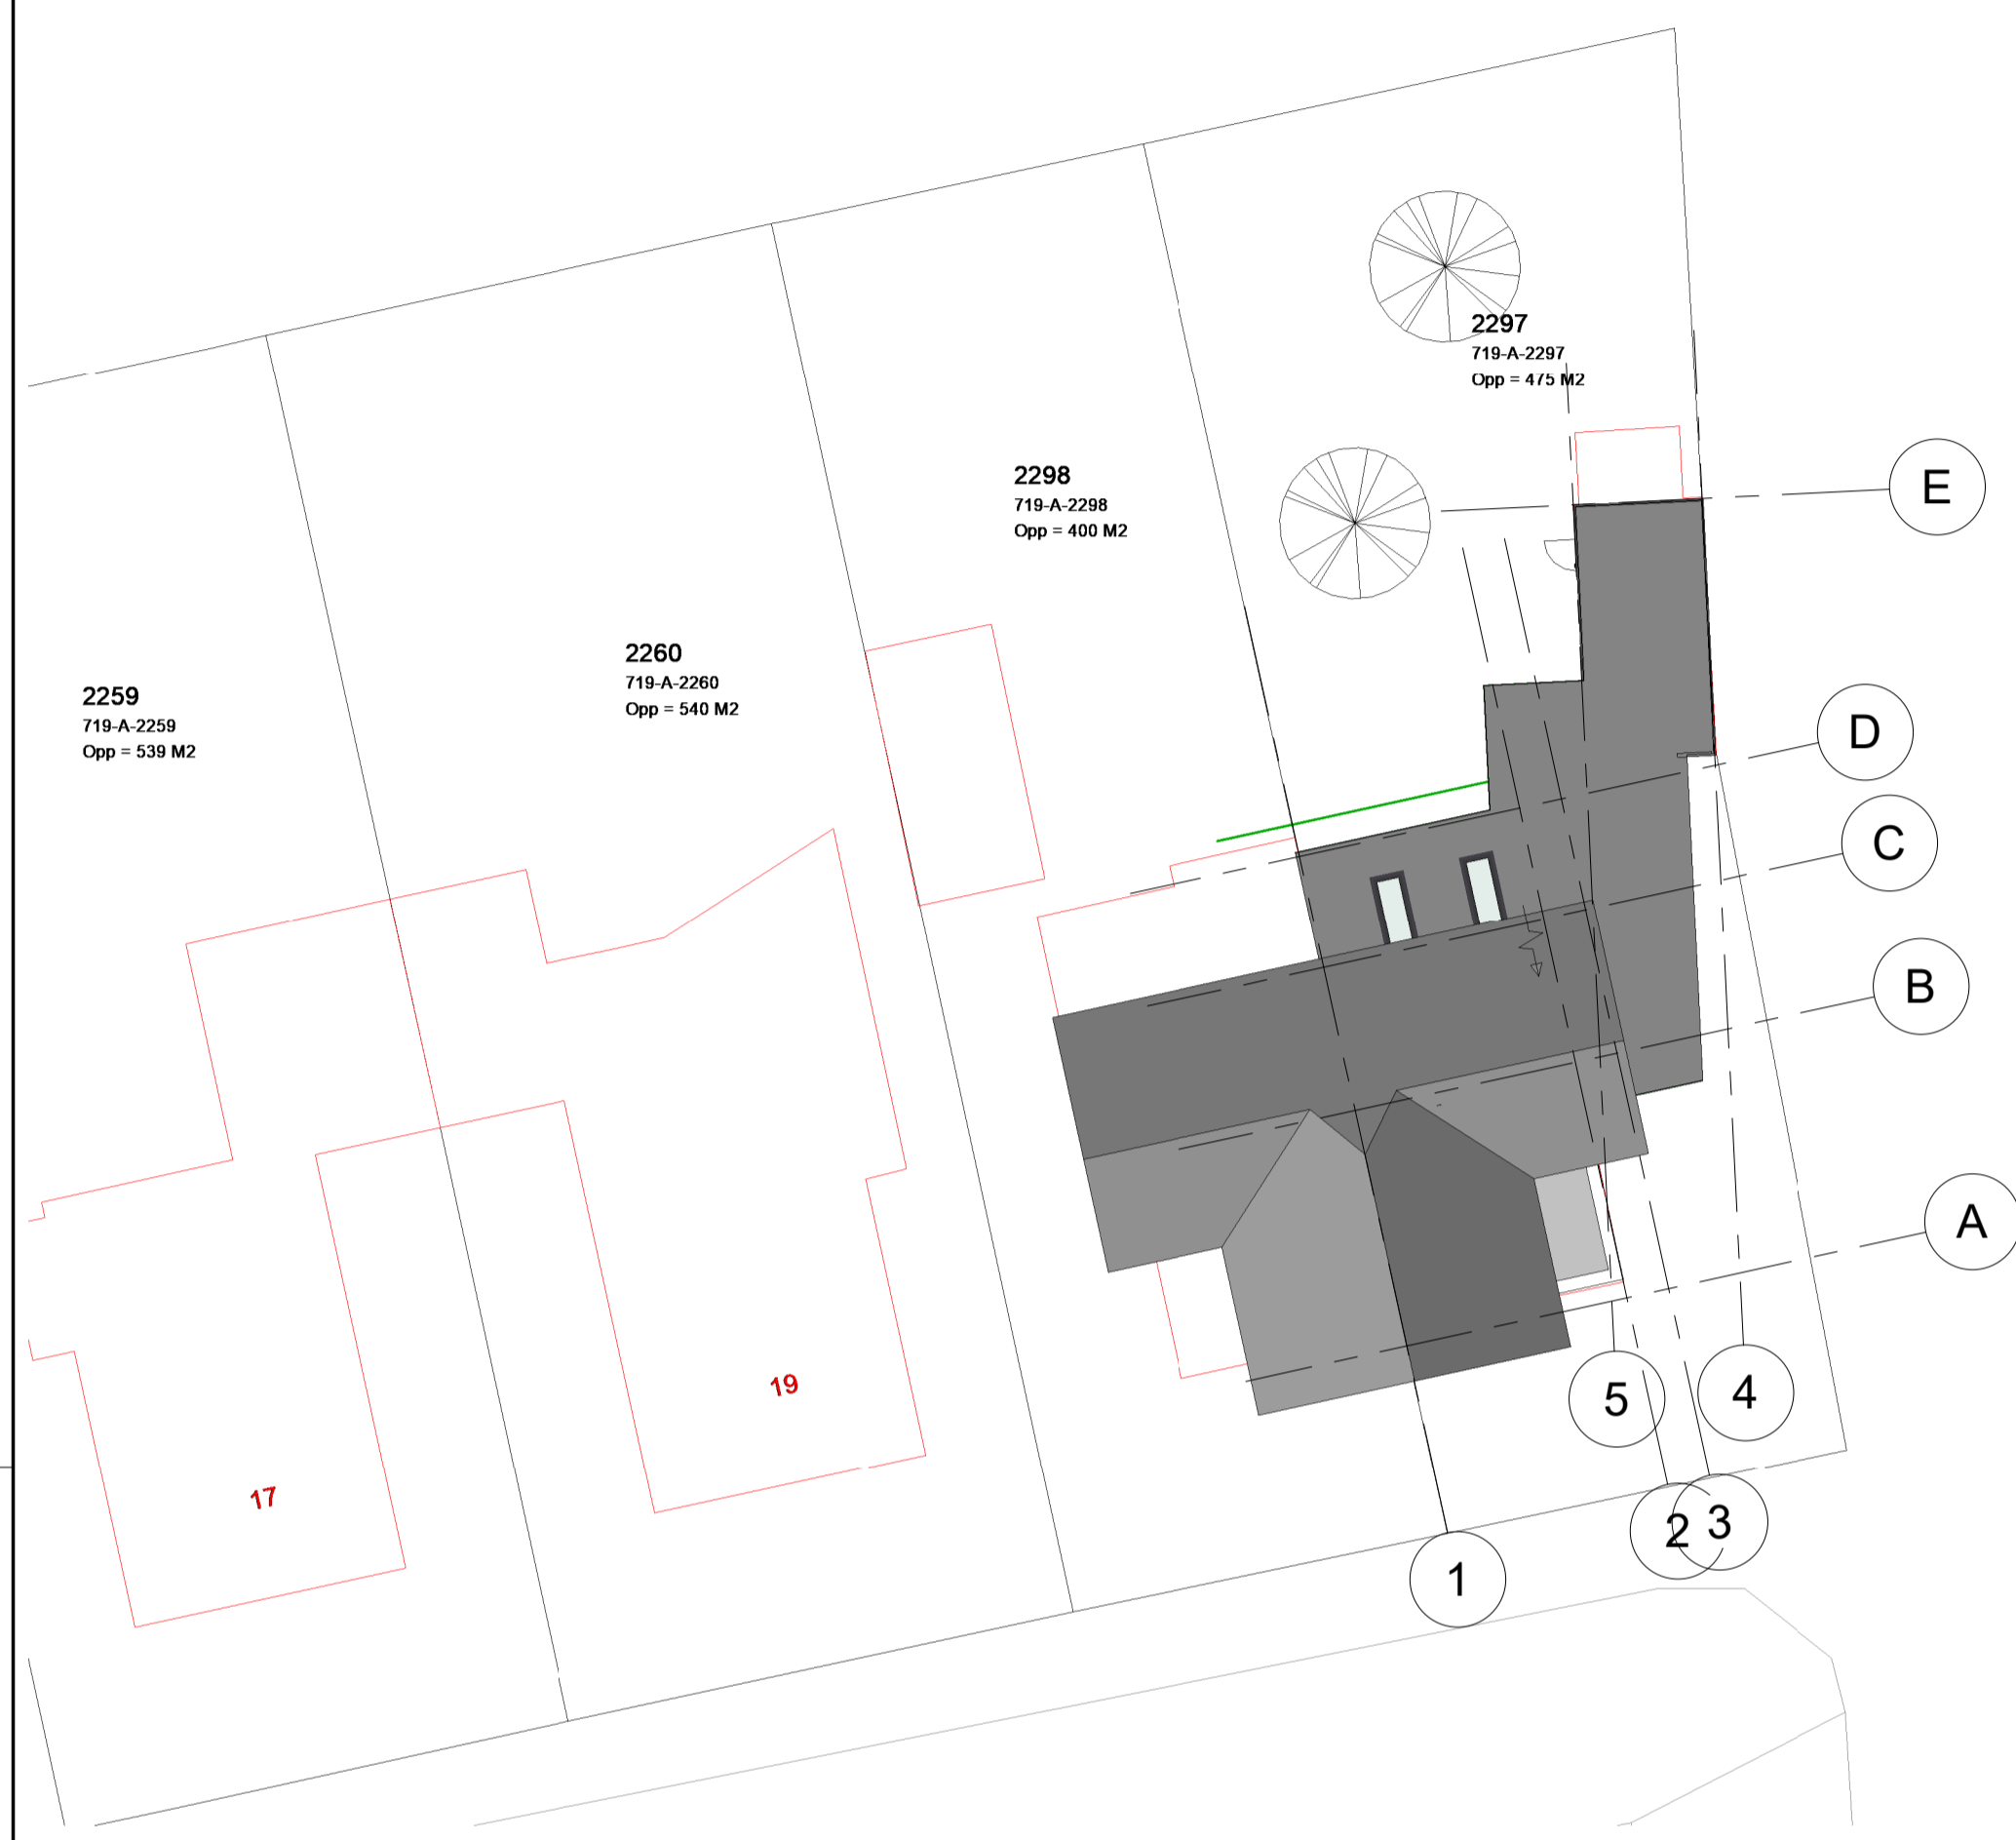 2297
719-A-2297
Opp = 475 M2
2298
719-A-2298
Opp = 400 M2
E
2260
719-A-2260
Opp = 540 M2
2259
719-A-2259
Opp = 539 M2
D
C
B
A
19
5
4
17
2
3
1